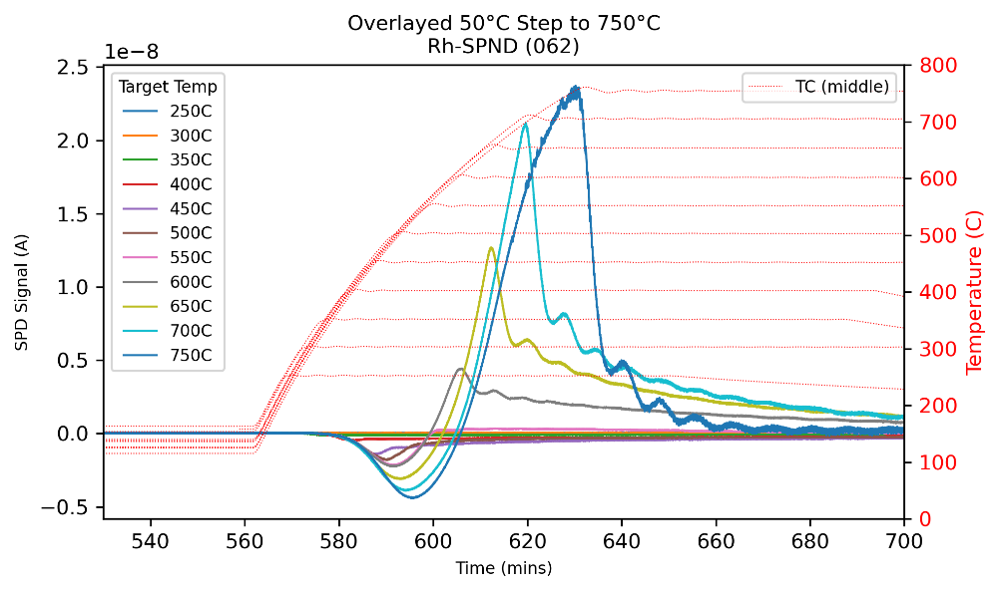 Overlayed 50°C Step to 750°C
Rh-SPND (062)
1e−8
2.5
2.0
1.5
1.0
0.5
0.0
−0.5
SPD Signal (A)
Target Temp
250C
300C
350C
400C
450C
500C
550C
600C
650C
700C
750C
TC (middle)
800
700
600
500
400
300
200
100
0
Temperature (C)
540
560
580
600
620
640
660
680
700
Time (mins)